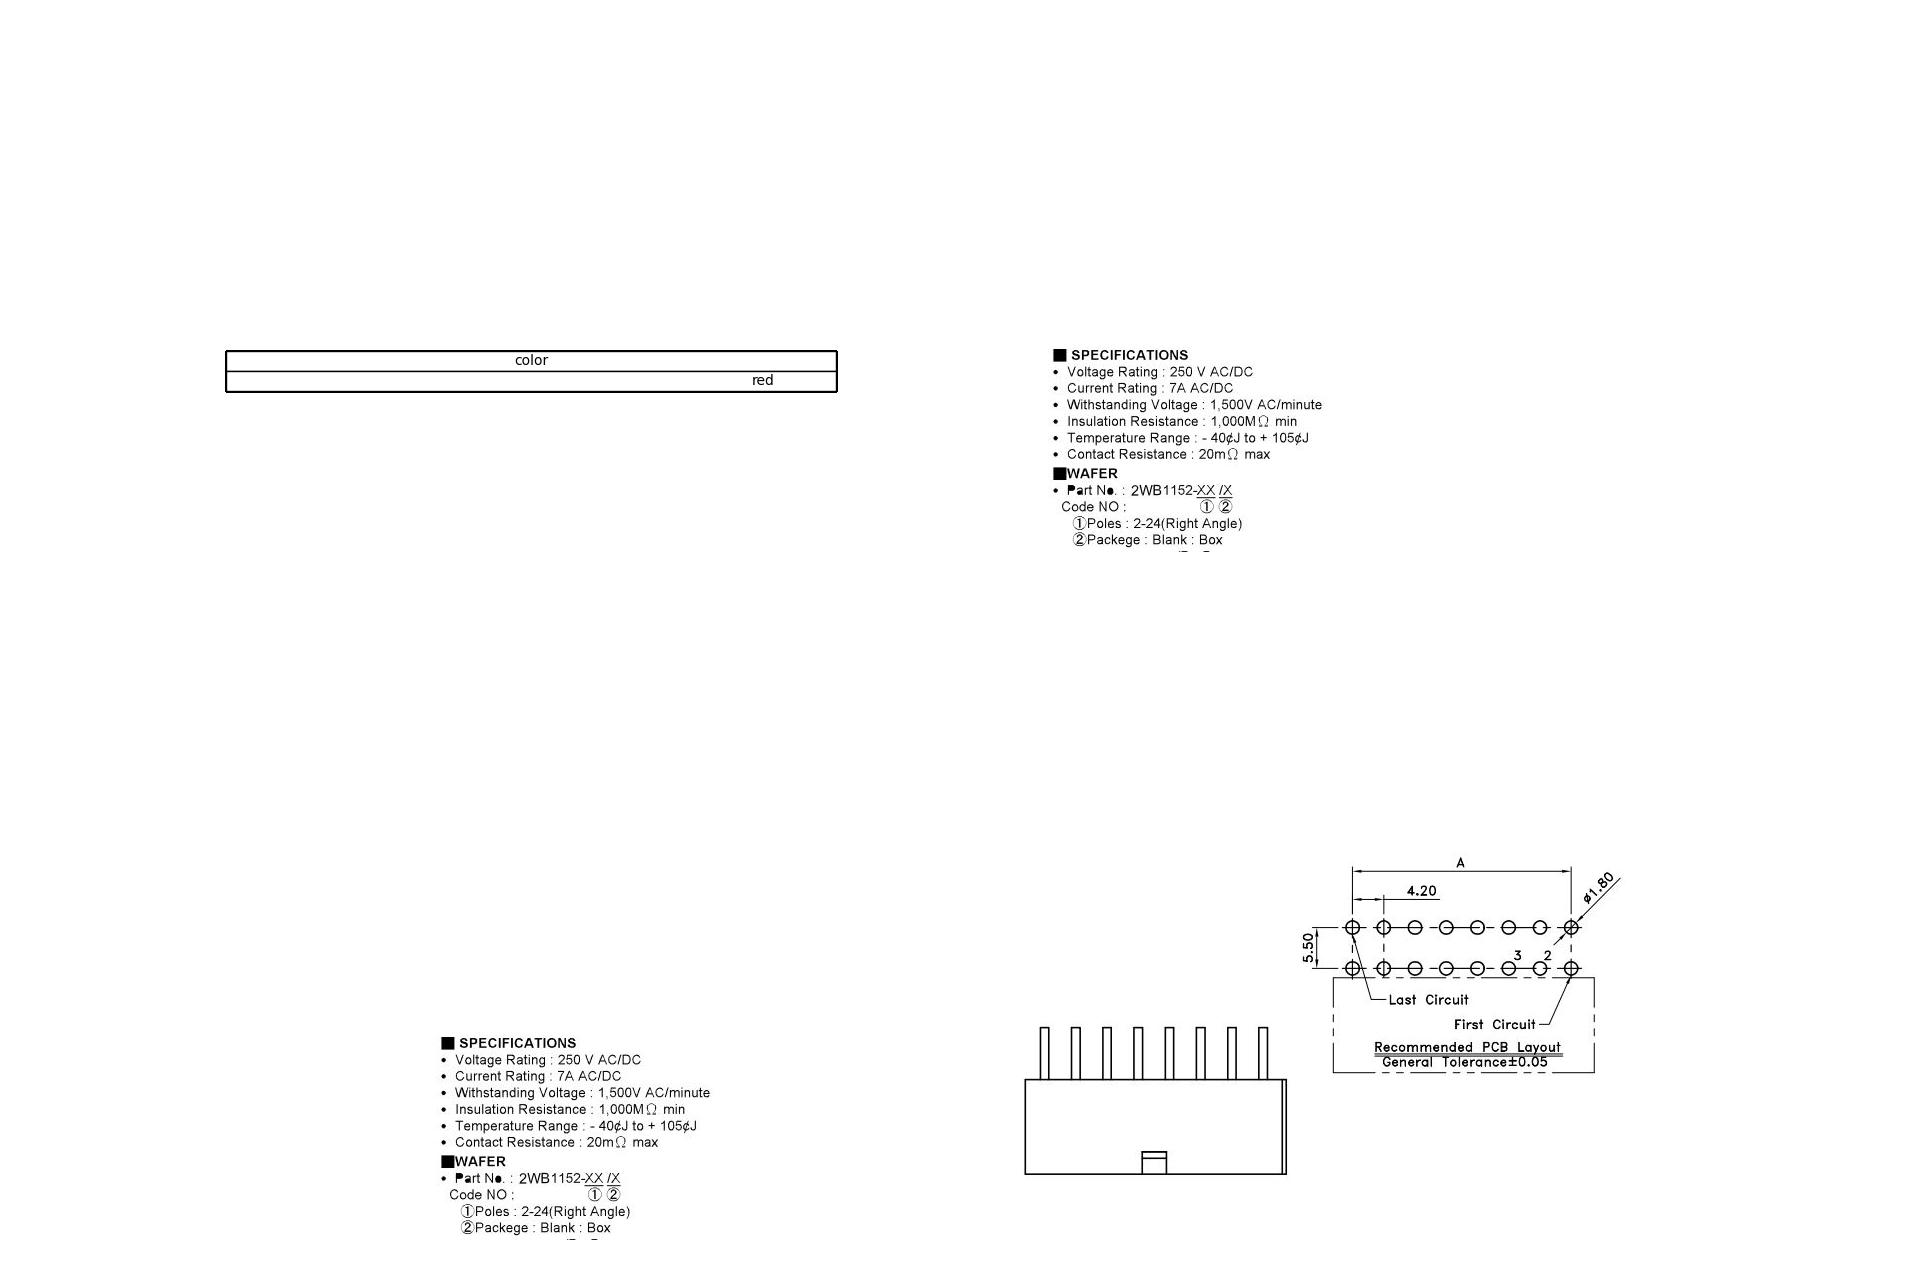 color
red
■ SPECIFICATIONS
• Voltage Rating : 250 V AC/DC
• Current Rating : 7A AC/DC
• Withstanding Voltage : 1,500V AC/minute
• Insulation Resistance : 1,000MΩ min
• Temperature Range : - 40¢J to + 105¢J
• Contact Resistance : 20mΩ max
■WAFER
• Part No. : 2WB1152-XX /X
Code NO : ① ②
①Poles : 2-24(Right Angle)
②Packege : Blank : Box
A
4.20
ø1.80
5.50
3 2
Last Circuit
First Circuit
Recommended PCB Layout
General Tolerance±0.05
■ SPECIFICATIONS
• Voltage Rating : 250 V AC/DC
• Current Rating : 7A AC/DC
• Withstanding Voltage : 1,500V AC/minute
• Insulation Resistance : 1,000MΩ min
• Temperature Range : - 40¢J to + 105¢J
• Contact Resistance : 20mΩ max
■WAFER
• Part No. : 2WB1152-XX /X
Code NO : ① ②
①Poles : 2-24(Right Angle)
②Packege : Blank : Box